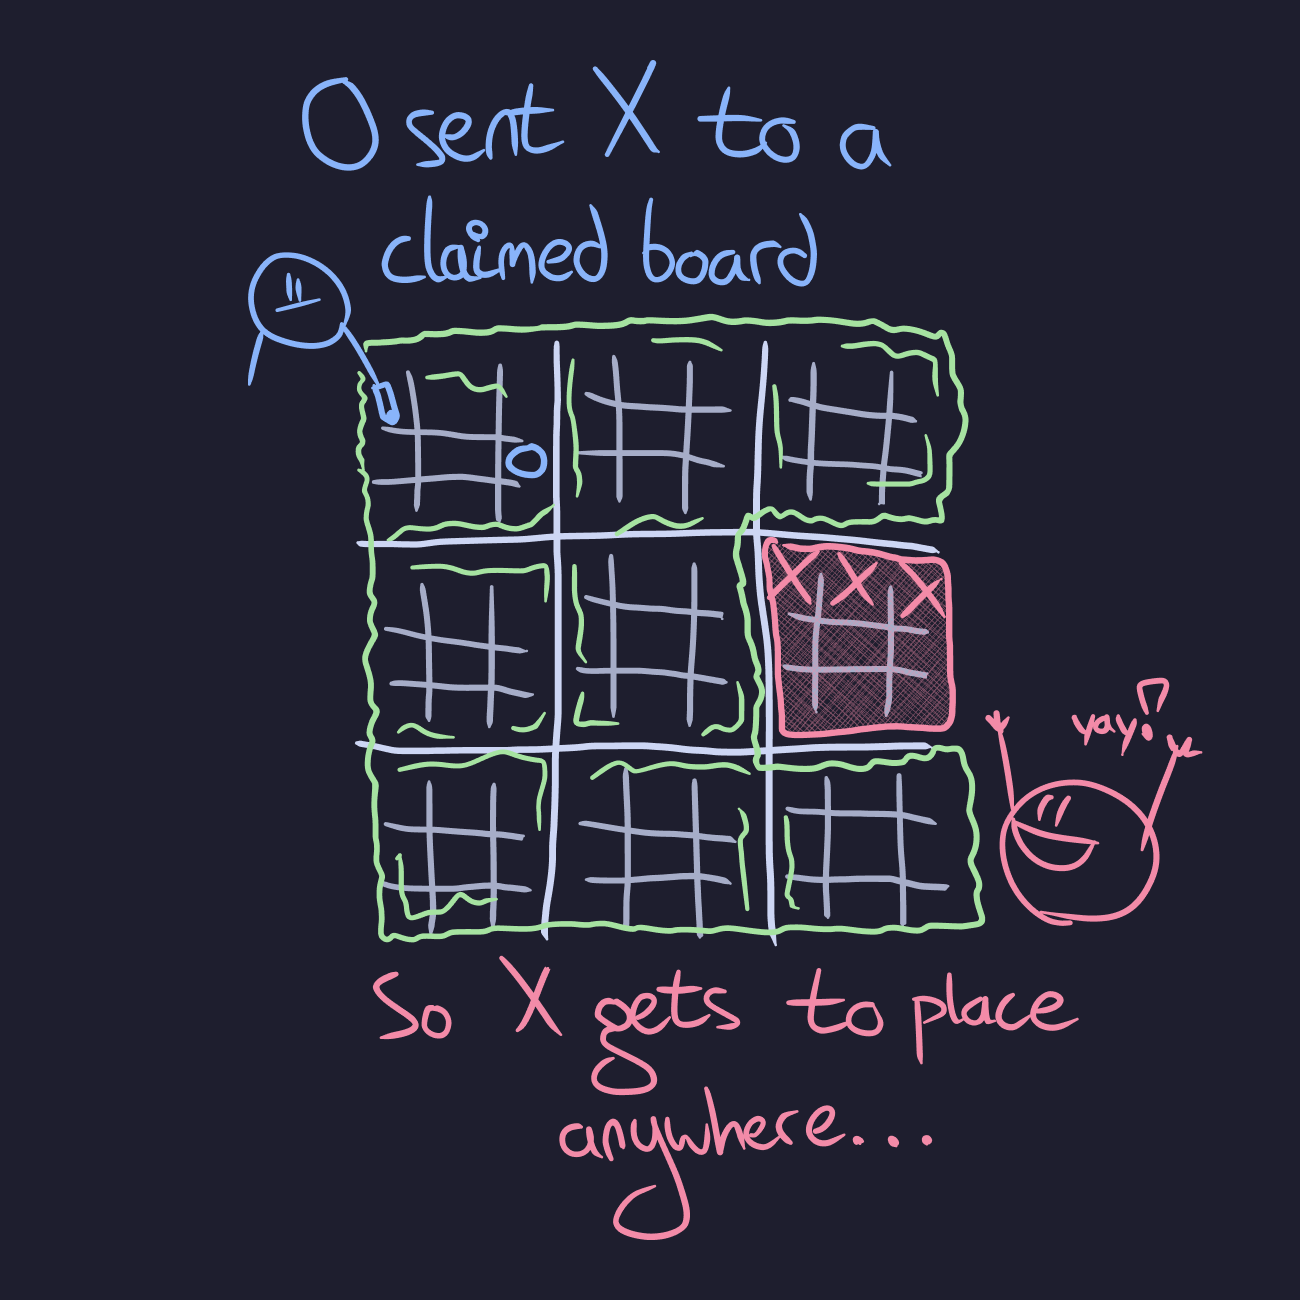 O sent X to a
claimed board
O
X X X
yay!
So X gets to place
anywhere...